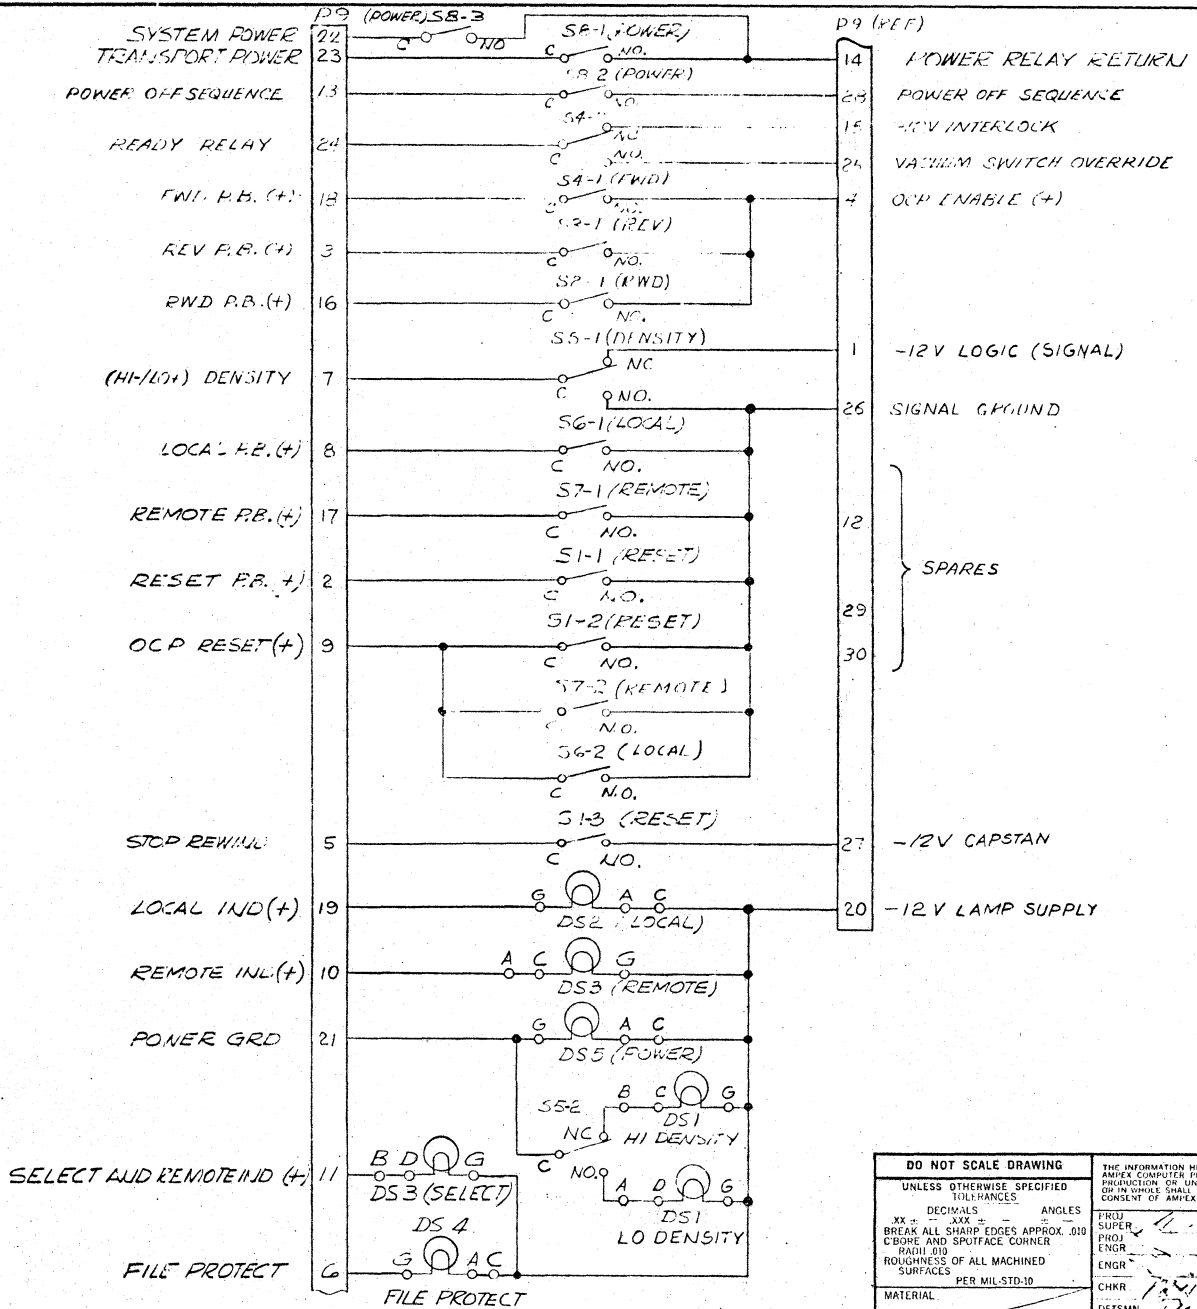 P9 (POWER) S8-3 P9 (REF)
SYSTEM POWER 22 C NO S8-1 (POWER)
TRANSPORT POWER 23 C NO. 14 POWER RELAY RETURN
S8-2 (POWER)
POWER OFF SEQUENCE 13 C NO. 28 POWER OFF SEQUENCE
S4- NO 15 INTERLOCK
READY RELAY 24 C NO. VACUUM SWITCH OVERRIDE
S4-1 (FWD)
FWD P.B. (+) 18 C NO. 4 OCP ENABLE (+)
(REV)
REV P.B. (+) 3 C NO.
S2-1 (RWD)
RWD P.B. (+) 16 C NO.
S5-1 (DENSITY)
1 -12V LOGIC (SIGNAL)
NC
(HI-/LO+) DENSITY 7 C NO.
26 SIGNAL GROUND
S6-1 (LOCAL)
LOCAL P.B. (+) 8 C NO.
S7-1 (REMOTE)
REMOTE P.B. (+) 17 C NO. 12
S1-1 (RESET)
SPARES
RESET P.B. +) 2 C N.O.
29
S1-2 (RESET)
OCP RESET (+) 9 C NO.
30
S7-2 (REMOTE)
N.O.
S6-2 (LOCAL)
C N.O.
S1-3 (RESET)
STOP REWIND 5 C NO. 27 -12V CAPSTAN
LOCAL IND (+) 19 G A C 20 -12V LAMP SUPPLY
DS2 (LOCAL)
REMOTE IND (+) 10 A C G
DS3 (REMOTE)
POWER GRD 21 G A C
DS5 (POWER)
S5-2 B C G
DS1
NC HI DENSITY
C
SELECT AND REMOTE IND (+) 11 B D G
DS3 (SELECT)
NO. A D G
DS1
LO DENSITY
DS4
FILE PROTECT 6 G A C
FILE PROTECT
DO NOT SCALE DRAWING
UNLESS OTHERWISE SPECIFIED
TOLERANCES
DECIMALS ANGLES
.XX ± - .XXX ± - ± -
BREAK ALL SHARP EDGES APPROX. .010
C'BORE AND SPOTFACE CORNER
RADII .010
ROUGHNESS OF ALL MACHINED
SURFACES
PER MIL-STD-10
MATERIAL
THE INFORMATION
AMPEX COMPUTER
PRODUCTION OR
OR IN WHOLE SHALL
CONSENT OF AMPEX
PROJ
SUPER
PROJ
ENGR
ENGR
CHKR
DETSMN